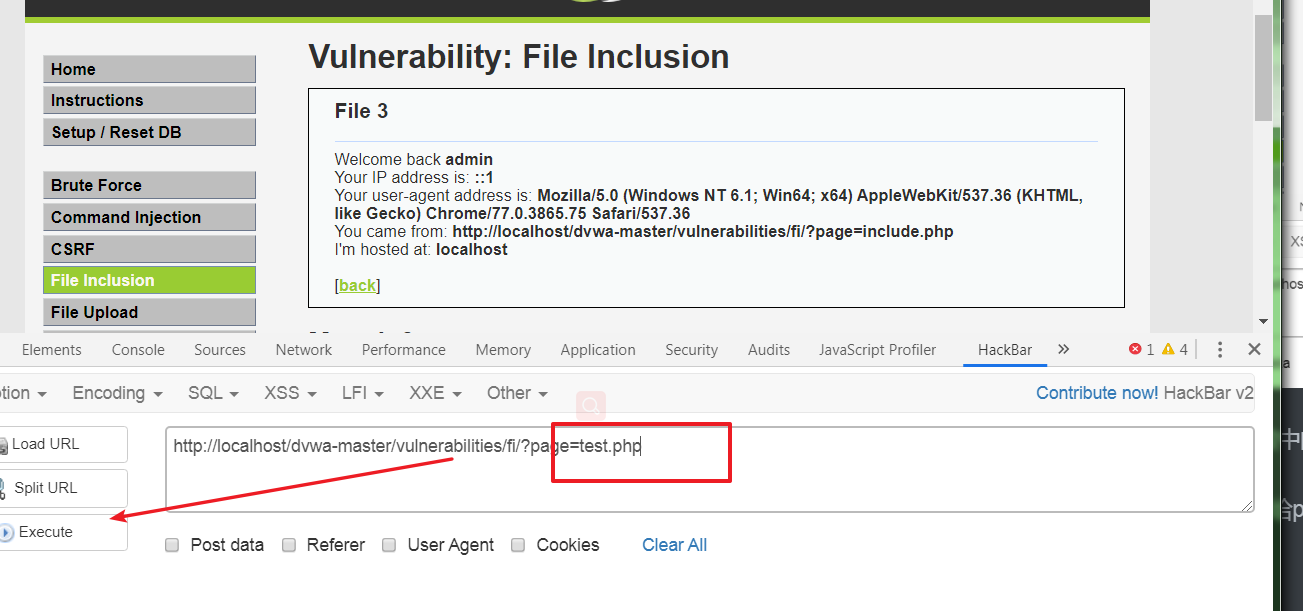 Vulnerability: File Inclusion
Home
Instructions
Setup / Reset DB
Brute Force
Command Injection
CSRF
File Inclusion
File Upload
File 3
Welcome back admin
Your IP address is: ::1
Your user-agent address is: Mozilla/5.0 (Windows NT 6.1; Win64; x64) AppleWebKit/537.36 (KHTML,
like Gecko) Chrome/77.0.3865.75 Safari/537.36
You came from: http://localhost/dvwa-master/vulnerabilities/fi/?page=include.php
I'm hosted at: localhost
[back]
Elements Console Sources Network Performance Memory Application Security Audits JavaScript Profiler HackBar » 1 4
Encoding SQL XSS LFI XXE Other Contribute now! HackBar v2
Load URL
Split URL
Execute
http://localhost/dvwa-master/vulnerabilities/fi/?page=test.php
Post data Referer User Agent Cookies Clear All